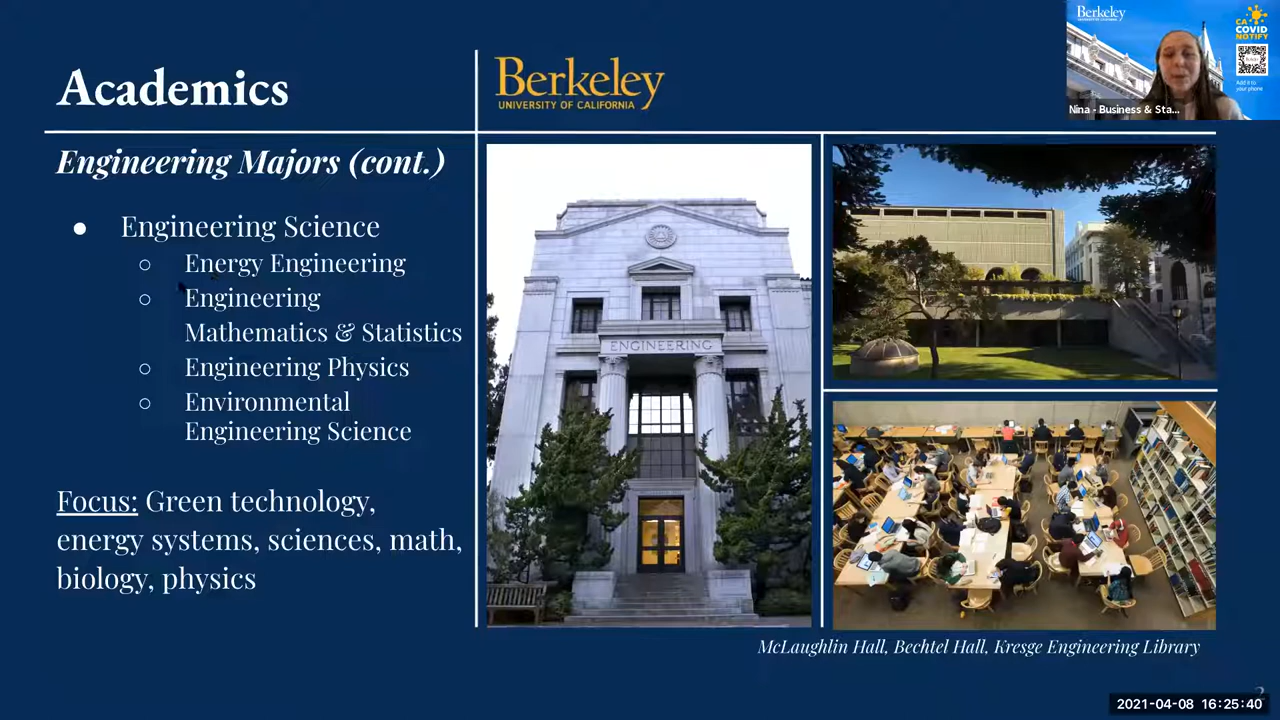 Berkeley
CA
COVID
NOTIFY
Add it to
your phone
Nina - Business & Sta...
Academics
Berkeley
UNIVERSITY OF CALIFORNIA
Engineering Majors (cont.)
● Engineering Science
○ Energy Engineering
○ Engineering
Mathematics & Statistics
○ Engineering Physics
○ Environmental
Engineering Science
Focus: Green technology,
energy systems, sciences, math,
biology, physics
ENGINEERING
McLaughlin Hall, Bechtel Hall, Kresge Engineering Library
2021-04-08 16:25:40